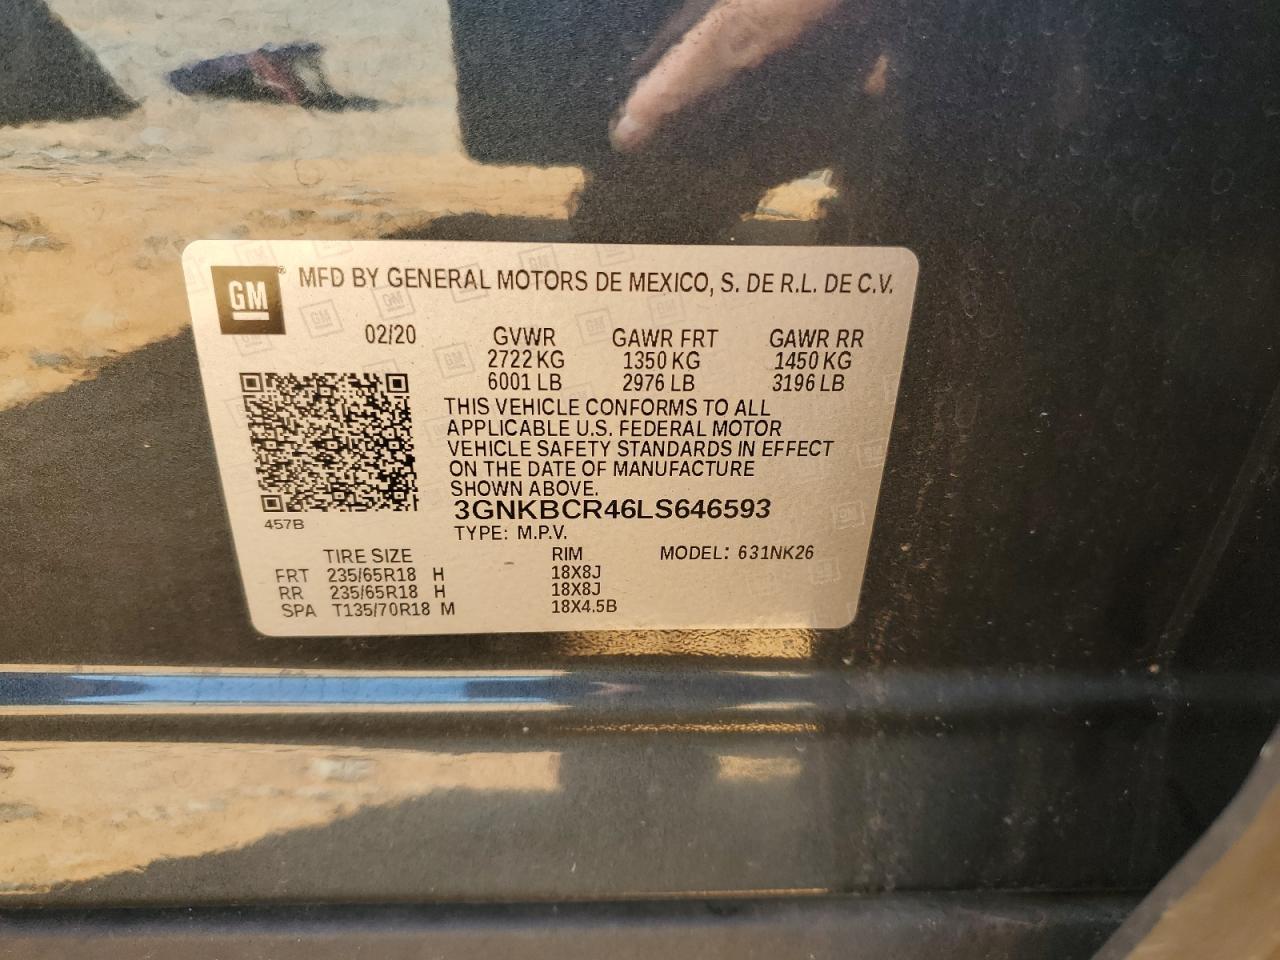 GM ® MFD BY GENERAL MOTORS DE MEXICO, S. DE R.L. DE C.V.
02/20 GVWR GAWR FRT GAWR RR
2722 KG 1350 KG 1450 KG
6001 LB 2976 LB 3196 LB
THIS VEHICLE CONFORMS TO ALL
APPLICABLE U.S. FEDERAL MOTOR
VEHICLE SAFETY STANDARDS IN EFFECT
ON THE DATE OF MANUFACTURE
SHOWN ABOVE.
3GNKBCR46LS646593
457B
TYPE: M.P.V.
TIRE SIZE RIM MODEL: 631NK26
FRT 235/65R18 H 18X8J
RR 235/65R18 H 18X8J
SPA T135/70R18 M 18X4.5B